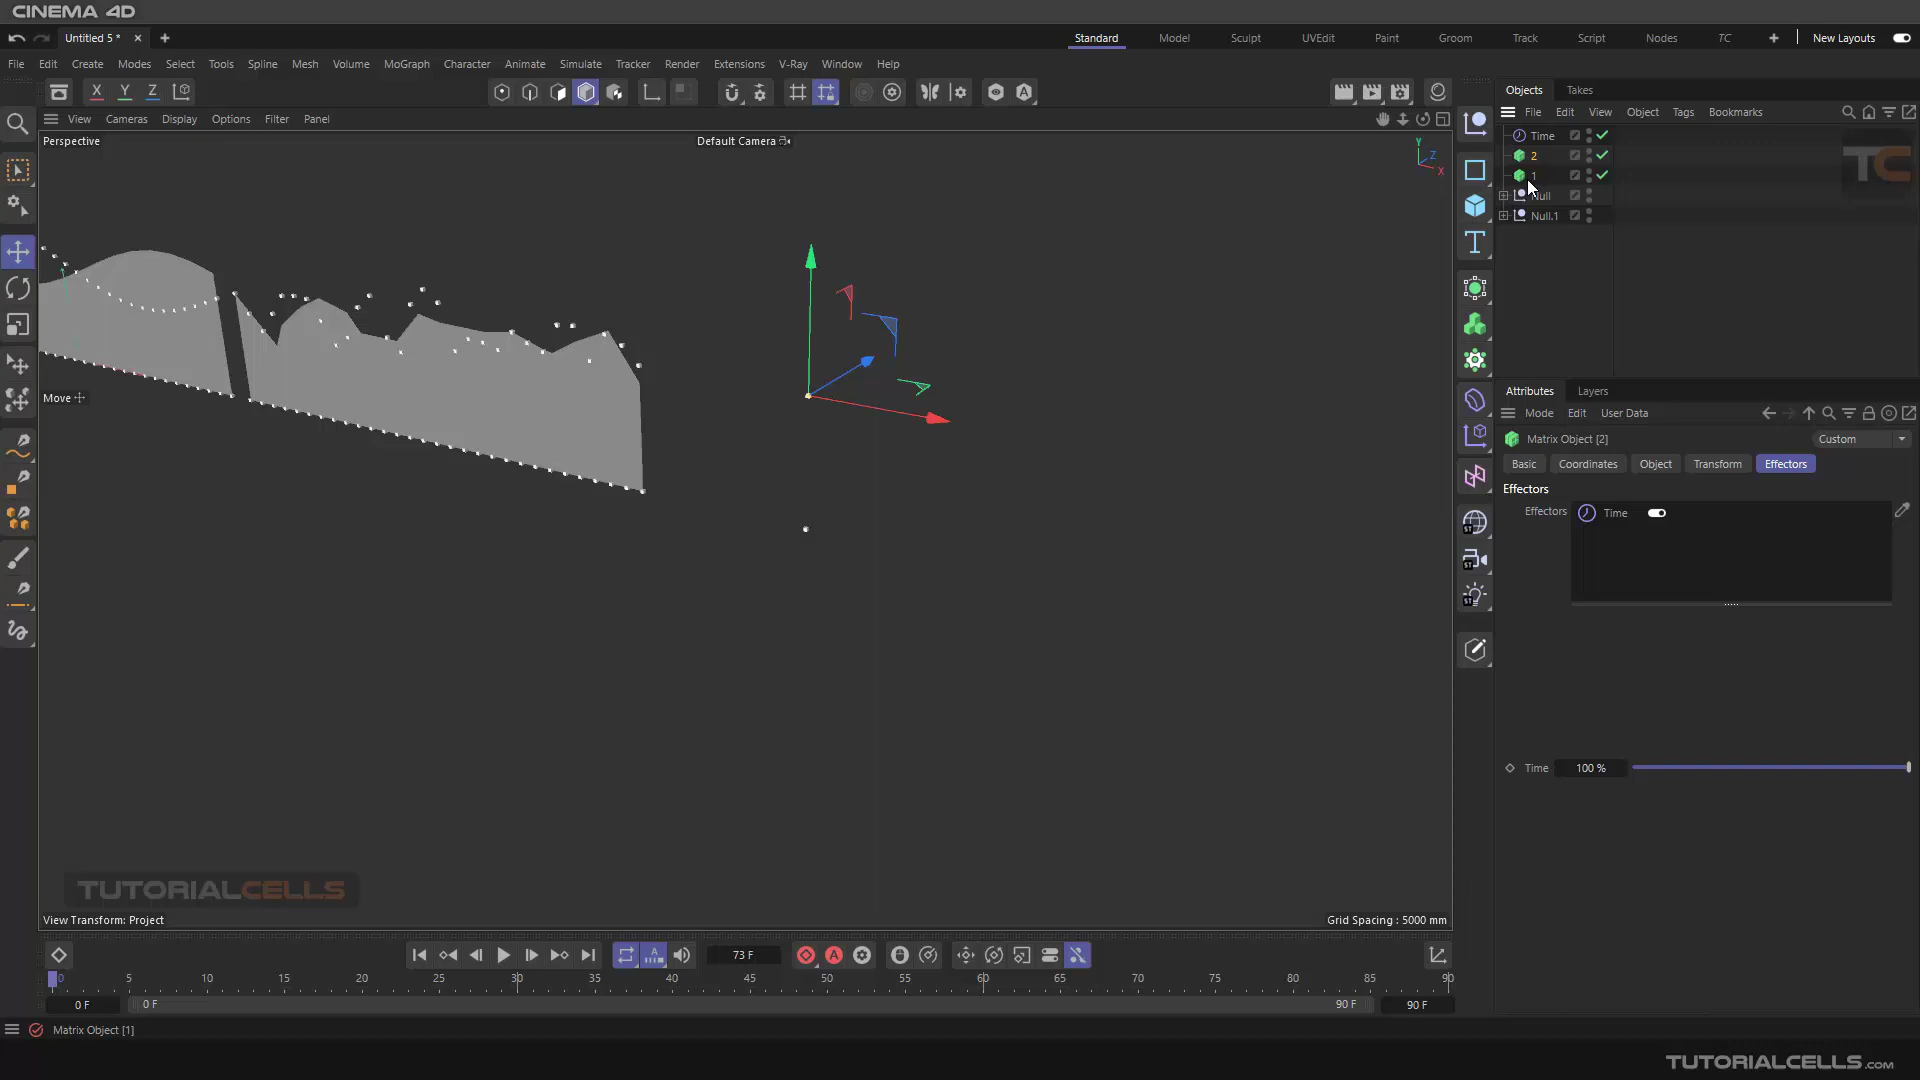 CINEMA 4D
Untitled 5 *
Standard
Model
Sculpt
UVEdit
Paint
Groom
Track
Script
Nodes
TC
New Layouts
File Edit Create Modes Select Tools Spline Mesh Volume MoGraph Character Animate Simulate Tracker Render Extensions V-Ray Window Help
X Y Z
Objects Takes
File Edit View Object Tags Bookmarks
View Cameras Display Options Filter Panel
Perspective
Default Camera
Y
Z
X
Time
2
1
Null
Null.1
TC
Move
Attributes Layers
Mode Edit User Data
Matrix Object [2]
Custom
Basic Coordinates Object Transform Effectors
Effectors
Effectors Time
Time 100 %
TUTORIALCELLS
View Transform: Project
Grid Spacing : 5000 mm
73 F
0 5 10 15 20 25 30 35 40 45 50 55 60 65 70 75 80 85 90
0 F 0 F 90 F 90 F
Matrix Object [1]
TUTORIALCELLS.COM